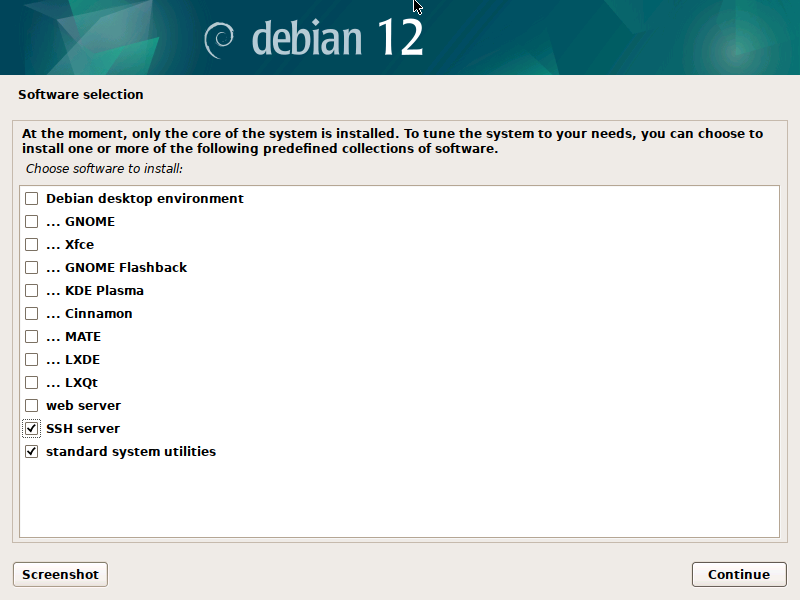 debian 12
Software selection
At the moment, only the core of the system is installed. To tune the system to your needs, you can choose to
install one or more of the following predefined collections of software.
Choose software to install:
Debian desktop environment
... GNOME
... Xfce
... GNOME Flashback
... KDE Plasma
... Cinnamon
... MATE
... LXDE
... LXQt
web server
SSH server
standard system utilities
Screenshot
Continue